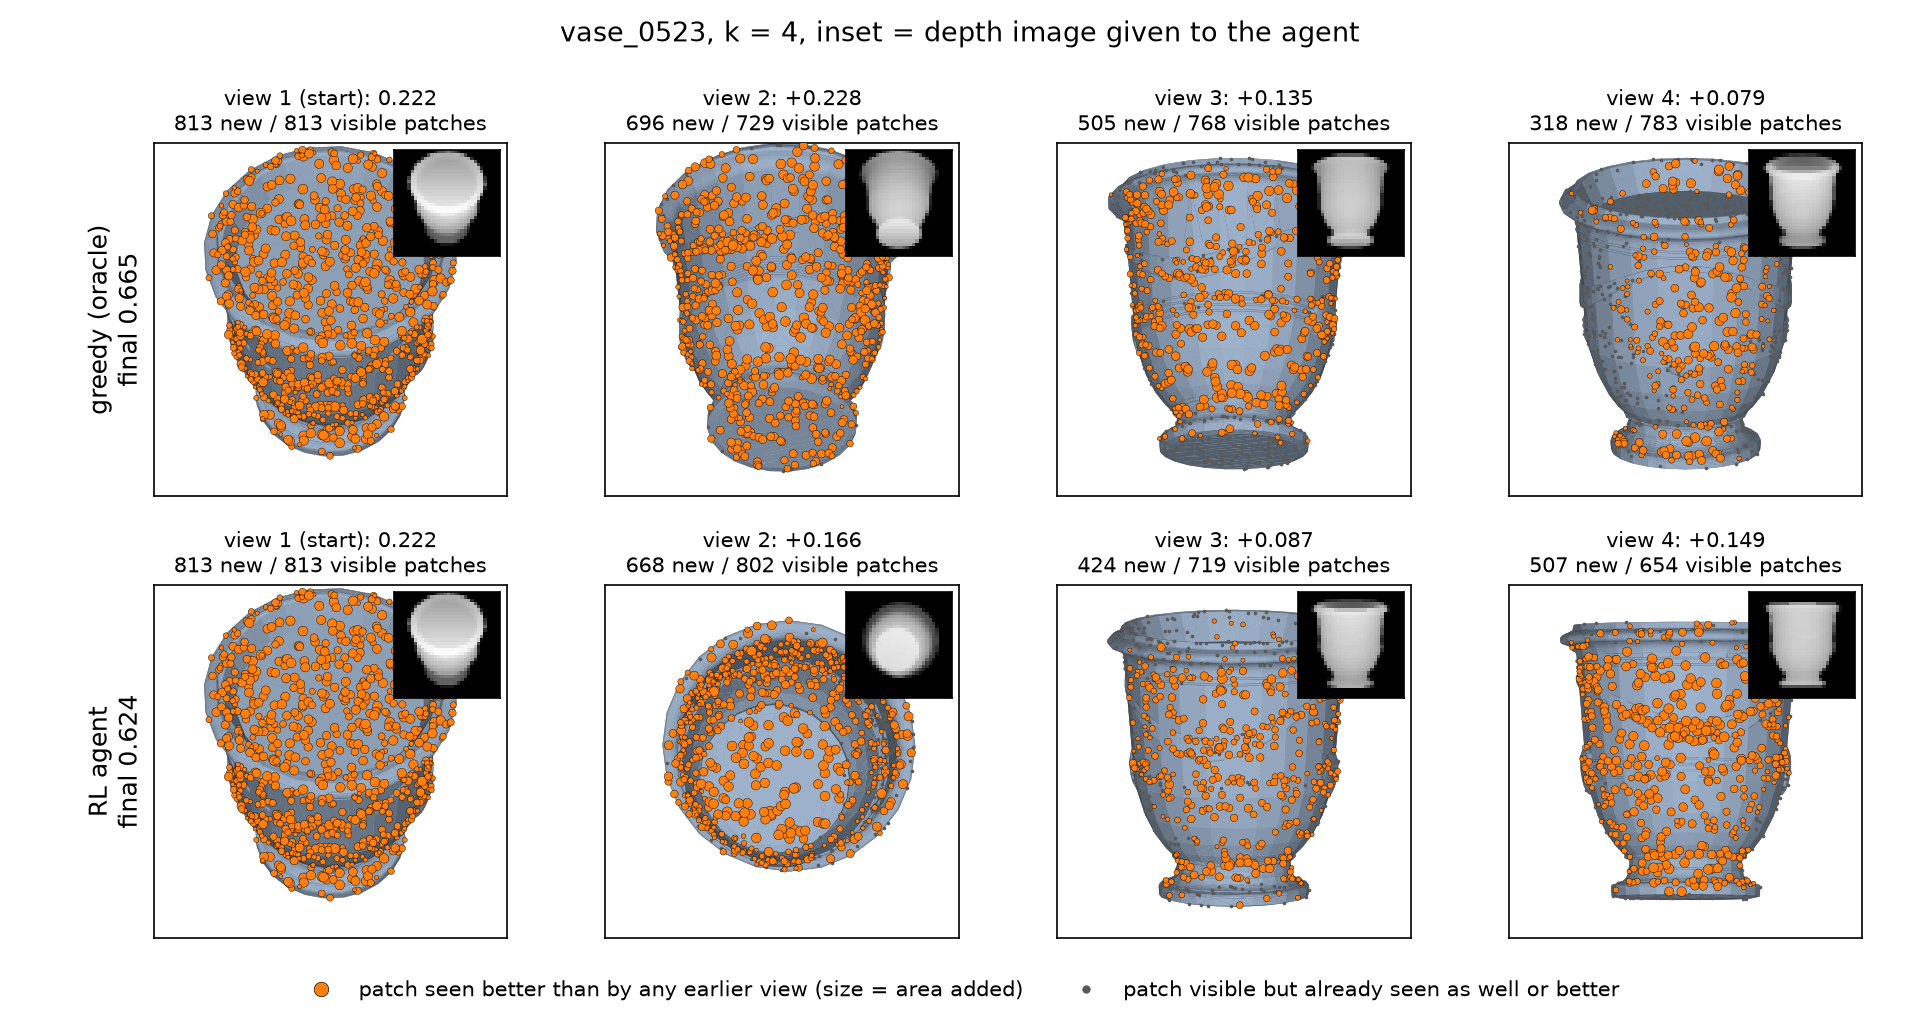 vase_0523, k = 4, inset = depth image given to the agent
view 1 (start): 0.222
813 new / 813 visible patches
view 2: +0.228
696 new / 729 visible patches
view 3: +0.135
505 new / 768 visible patches
view 4: +0.079
318 new / 783 visible patches
greedy (oracle)
final 0.665
view 1 (start): 0.222
813 new / 813 visible patches
view 2: +0.166
668 new / 802 visible patches
view 3: +0.087
424 new / 719 visible patches
view 4: +0.149
507 new / 654 visible patches
RL agent
final 0.624
patch seen better than by any earlier view (size = area added)
patch visible but already seen as well or better